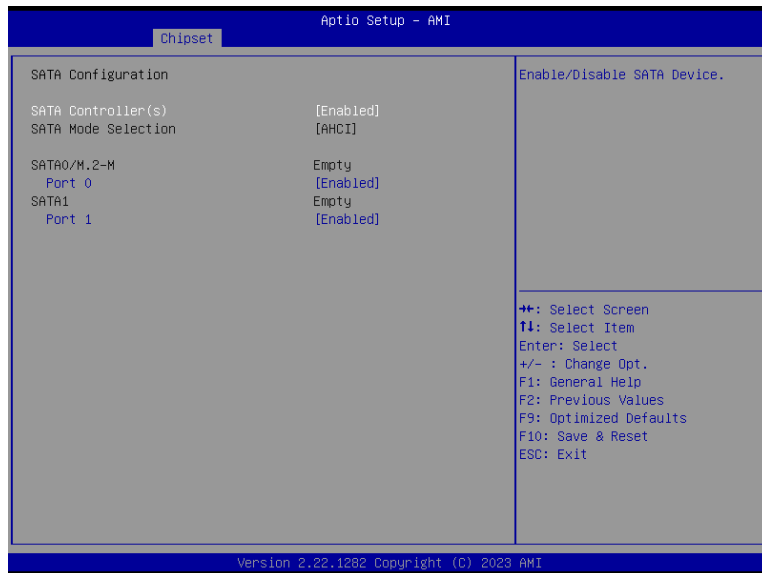 Aptio Setup - AMI
Chipset
SATA Configuration
SATA Controller(s) [Enabled]
SATA Mode Selection [AHCI]
SATA0/M.2-M Empty
Port 0 [Enabled]
SATA1 Empty
Port 1 [Enabled]
Enable/Disable SATA Device.
→←: Select Screen
↑↓: Select Item
Enter: Select
+/- : Change Opt.
F1: General Help
F2: Previous Values
F9: Optimized Defaults
F10: Save & Reset
ESC: Exit
Version 2.22.1282 Copyright (C) 2023 AMI